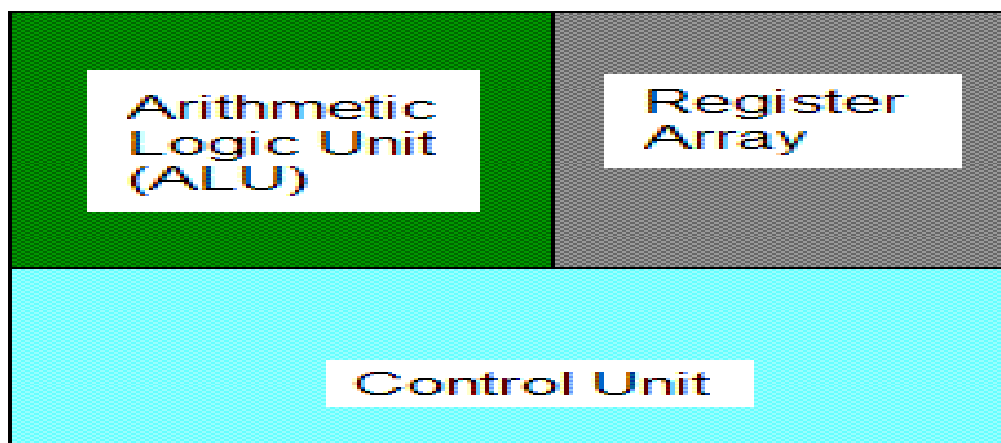 Arithmetic
Logic Unit
(ALU)
Register
Array
Control Unit